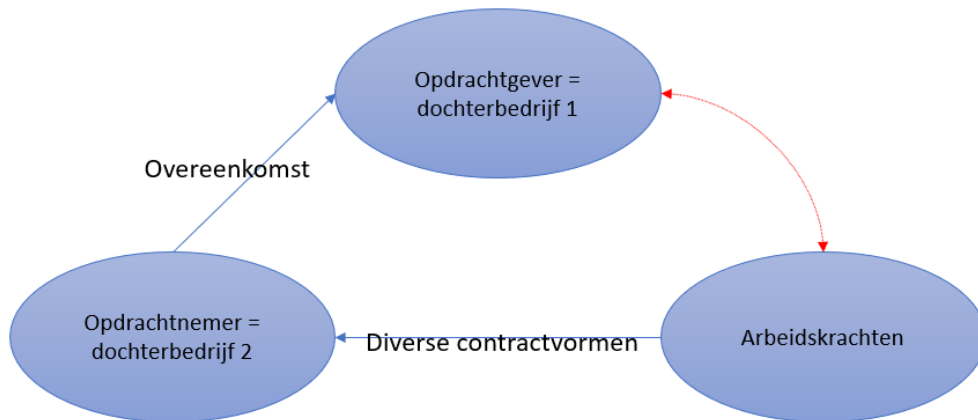 Opdrachtgever =
dochterbedrijf 1
Overeenkomst
Opdrachtnemer =
dochterbedrijf 2
Diverse contractvormen
Arbeidskrachten